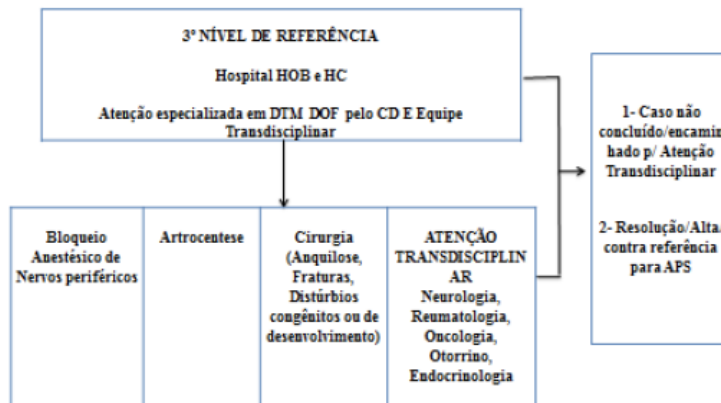 3º NÍVEL DE REFERÊNCIA
Hospital HOB e HC
Atenção especializada em DTM DOF pelo CD E Equipe
Transdisciplinar
Bloqueio
Anestésico de
Nervos periféricos
Artrocentese
Cirurgia
(Anquilose,
Fraturas,
Distúrbios
congênitos ou de
desenvolvimento)
ATENÇÃO
TRANSDISCIPLIN
AR
Neurologia,
Reumatologia,
Oncologia,
Otorrino,
Endocrinologia
1- Caso não
concluído/encamin
hado p/ Atenção
Transdisciplinar
2- Resolução/Alta/
contra referência
para APS